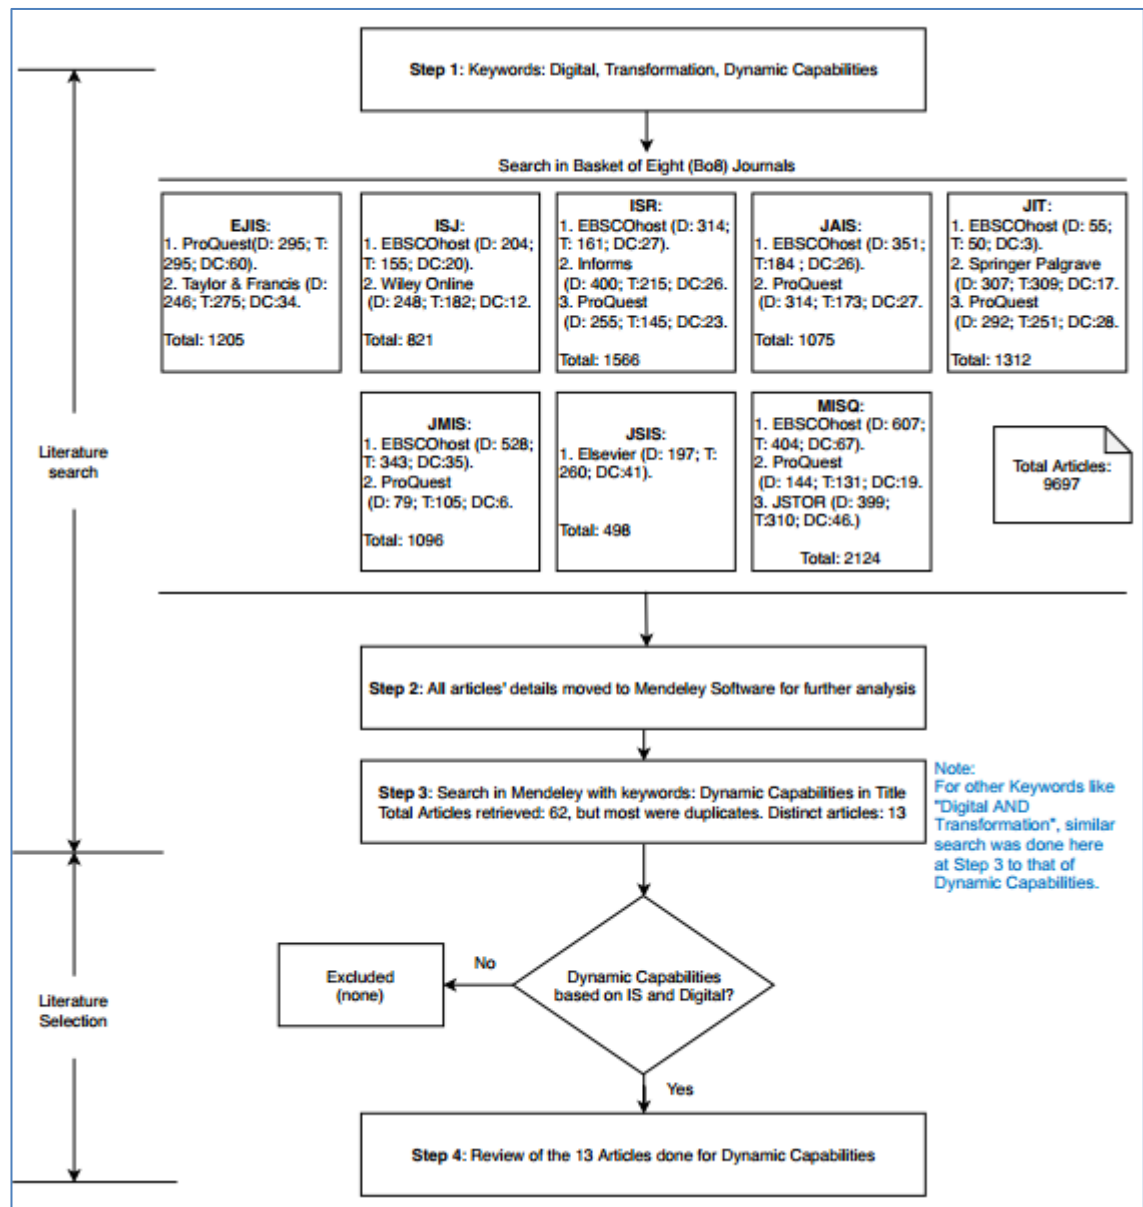 Step 1: Keywords: Digital, Transformation, Dynamic Capabilities
Search in Basket of Eight (Bo8) Journals
EJIS:
1. ProQuest(D: 295; T:
295; DC:60).
2. Taylor & Francis (D:
246; T:275; DC:34.
Total: 1205
ISJ:
1. EBSCOhost (D: 204;
T: 155; DC:20).
2. Wiley Online
(D: 248; T:182; DC:12.
Total: 821
ISR:
1. EBSCOhost (D: 314;
T: 161; DC:27).
2. Informs
(D: 400; T:215; DC:26.
3. ProQuest
(D: 255; T:145; DC:23.
Total: 1566
JAIS:
1. EBSCOhost (D: 351;
T:184 ; DC:26).
2. ProQuest
(D: 314; T:173; DC:27.
Total: 1075
JIT:
1. EBSCOhost (D: 55;
T: 50; DC:3).
2. Springer Palgrave
(D: 307; T:309; DC:17.
3. ProQuest
(D: 292; T:251; DC:28.
Total: 1312
JMIS:
1. EBSCOhost (D: 528;
T: 343; DC:35).
2. ProQuest
(D: 79; T:105; DC:6.
Total: 1096
JSIS:
1. Elsevier (D: 197; T:
260; DC:41).
Total: 498
MISQ:
1. EBSCOhost (D: 607;
T: 404; DC:67).
2. ProQuest
(D: 144; T:131; DC:19.
3. JSTOR (D: 399;
T:310; DC:46.)
Total: 2124
Total Articles:
9697
Literature
search
Step 2: All articles' details moved to Mendeley Software for further analysis
Step 3: Search in Mendeley with keywords: Dynamic Capabilities in Title
Total Articles retrieved: 62, but most were duplicates. Distinct articles: 13
Note:
For other Keywords like
"Digital AND
Transformation", similar
search was done here
at Step 3 to that of
Dynamic Capabilities.
Literature
Selection
Excluded
(none)
No
Dynamic Capabilities
based on IS and Digital?
Yes
Step 4: Review of the 13 Articles done for Dynamic Capabilities